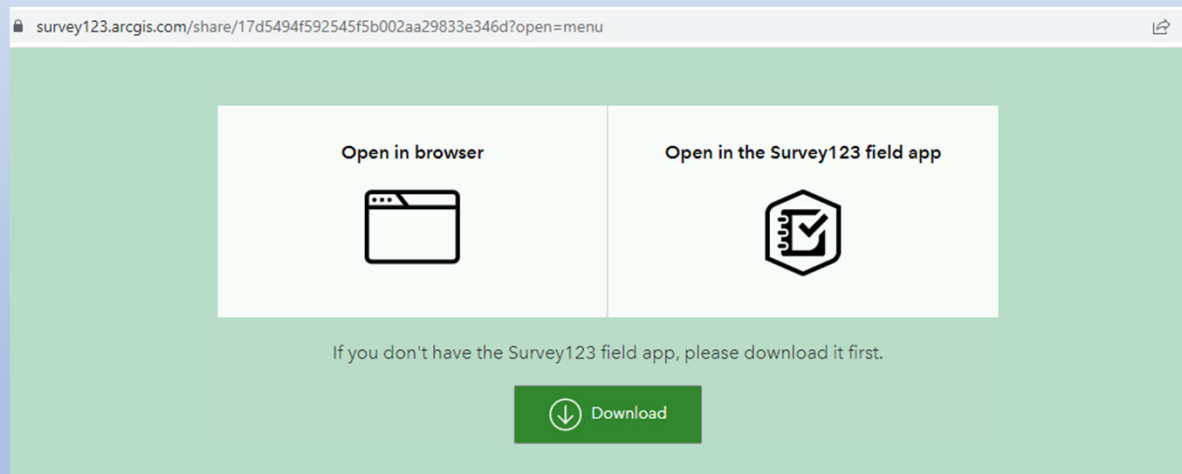 survey123.arcgis.com/share/17d5494f592545f5b002aa29833e346d?open=menu
Open in browser
Open in the Survey123 field app
If you don't have the Survey123 field app, please download it first.
Download